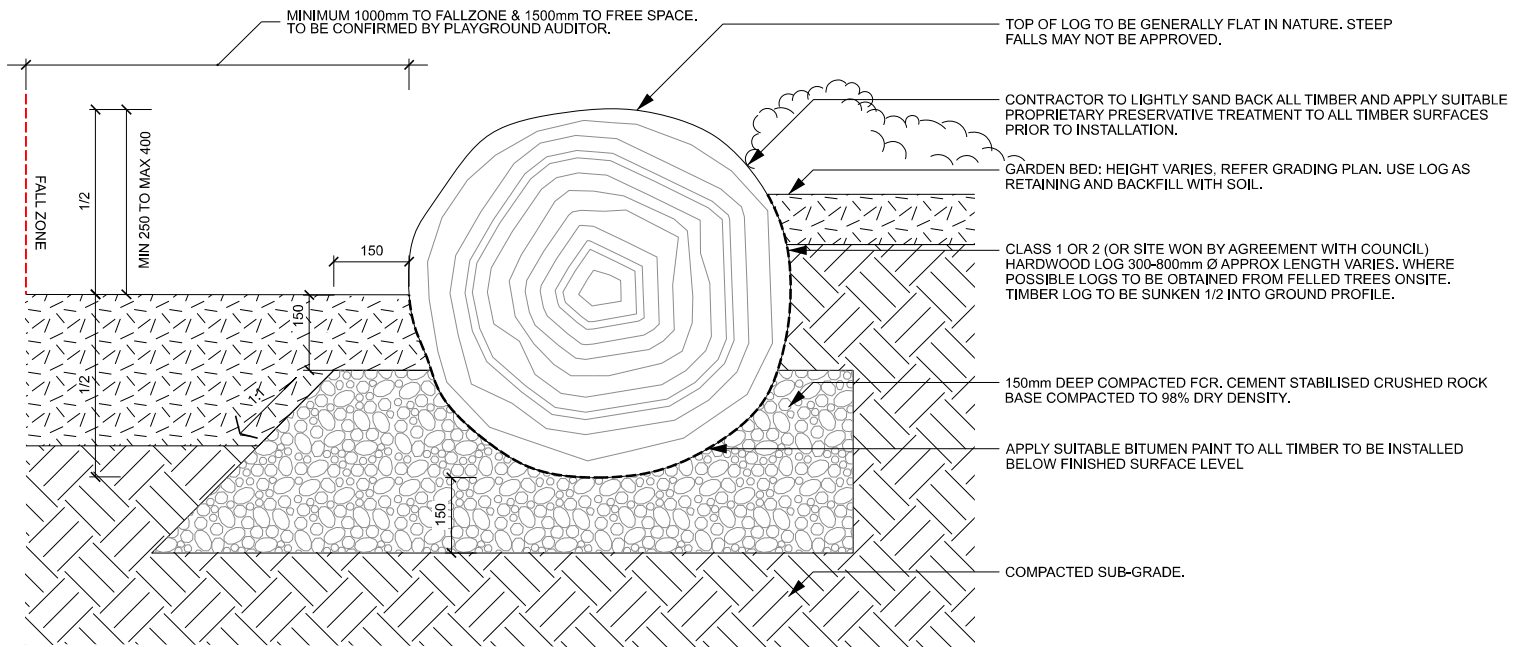 MINIMUM 1000mm TO FALLZONE & 1500mm TO FREE SPACE.
TO BE CONFIRMED BY PLAYGROUND AUDITOR.
TOP OF LOG TO BE GENERALLY FLAT IN NATURE. STEEP
FALLS MAY NOT BE APPROVED.
CONTRACTOR TO LIGHTLY SAND BACK ALL TIMBER AND APPLY SUITABLE
PROPRIETARY PRESERVATIVE TREATMENT TO ALL TIMBER SURFACES
PRIOR TO INSTALLATION.
GARDEN BED: HEIGHT VARIES, REFER GRADING PLAN. USE LOG AS
RETAINING AND BACKFILL WITH SOIL.
CLASS 1 OR 2 (OR SITE WON BY AGREEMENT WITH COUNCIL)
HARDWOOD LOG 300-800mm Ø APPROX LENGTH VARIES. WHERE
POSSIBLE LOGS TO BE OBTAINED FROM FELLED TREES ONSITE.
TIMBER LOG TO BE SUNKEN 1/2 INTO GROUND PROFILE.
150mm DEEP COMPACTED FCR. CEMENT STABILISED CRUSHED ROCK
BASE COMPACTED TO 98% DRY DENSITY.
APPLY SUITABLE BITUMEN PAINT TO ALL TIMBER TO BE INSTALLED
BELOW FINISHED SURFACE LEVEL
COMPACTED SUB-GRADE.
FALL ZONE
1/2
MIN 250 TO MAX 400
150
150
1/2
1:1
150